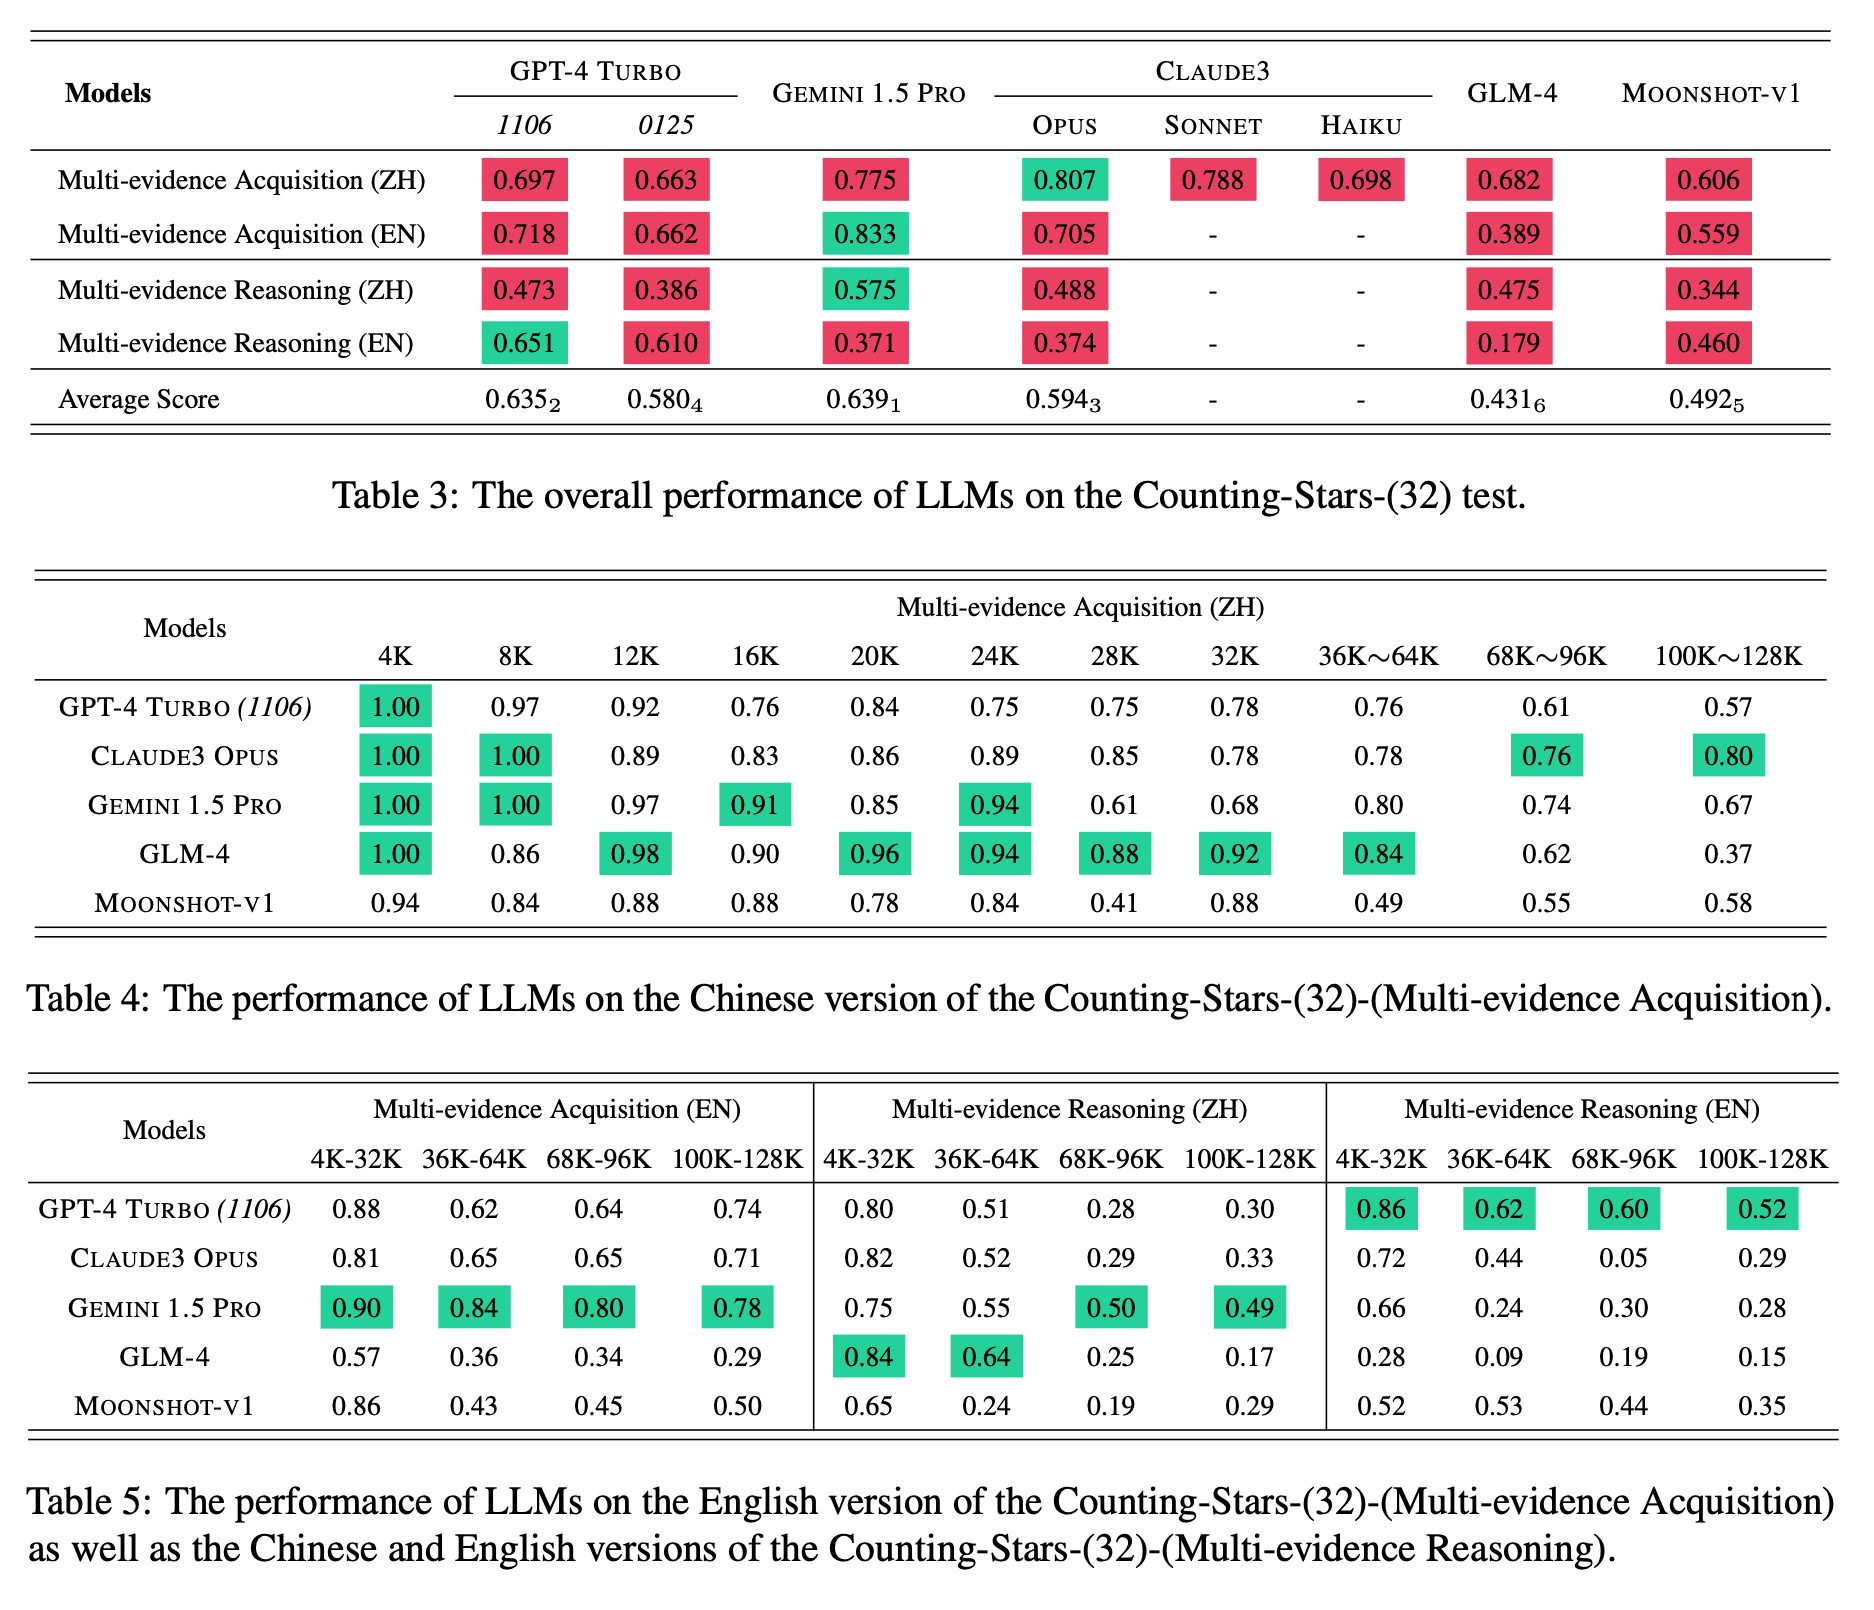 Models GPT-4 TURBO GEMINI 1.5 PRO CLAUDE3 GLM-4 MOONSHOT-V1
1106 0125 OPUS SONNET HAIKU
Multi-evidence Acquisition (ZH) 0.697 0.663 0.775 0.807 0.788 0.698 0.682 0.606
Multi-evidence Acquisition (EN) 0.718 0.662 0.833 0.705 - - 0.389 0.559
Multi-evidence Reasoning (ZH) 0.473 0.386 0.575 0.488 - - 0.475 0.344
Multi-evidence Reasoning (EN) 0.651 0.610 0.371 0.374 - - 0.179 0.460
Average Score 0.635₂ 0.580₄ 0.639₁ 0.594₃ - - 0.431₆ 0.492₅
Table 3: The overall performance of LLMs on the Counting-Stars-(32) test.
Models Multi-evidence Acquisition (ZH)
4K 8K 12K 16K 20K 24K 28K 32K 36K∼64K 68K∼96K 100K∼128K
GPT-4 TURBO (1106) 1.00 0.97 0.92 0.76 0.84 0.75 0.75 0.78 0.76 0.61 0.57
CLAUDE3 OPUS 1.00 1.00 0.89 0.83 0.86 0.89 0.85 0.78 0.78 0.76 0.80
GEMINI 1.5 PRO 1.00 1.00 0.97 0.91 0.85 0.94 0.61 0.68 0.80 0.74 0.67
GLM-4 1.00 0.86 0.98 0.90 0.96 0.94 0.88 0.92 0.84 0.62 0.37
MOONSHOT-V1 0.94 0.84 0.88 0.88 0.78 0.84 0.41 0.88 0.49 0.55 0.58
Table 4: The performance of LLMs on the Chinese version of the Counting-Stars-(32)-(Multi-evidence Acquisition).
Models Multi-evidence Acquisition (EN) Multi-evidence Reasoning (ZH) Multi-evidence Reasoning (EN)
4K-32K 36K-64K 68K-96K 100K-128K 4K-32K 36K-64K 68K-96K 100K-128K 4K-32K 36K-64K 68K-96K 100K-128K
GPT-4 TURBO (1106) 0.88 0.62 0.64 0.74 0.80 0.51 0.28 0.30 0.86 0.62 0.60 0.52
CLAUDE3 OPUS 0.81 0.65 0.65 0.71 0.82 0.52 0.29 0.33 0.72 0.44 0.05 0.29
GEMINI 1.5 PRO 0.90 0.84 0.80 0.78 0.75 0.55 0.50 0.49 0.66 0.24 0.30 0.28
GLM-4 0.57 0.36 0.34 0.29 0.84 0.64 0.25 0.17 0.28 0.09 0.19 0.15
MOONSHOT-V1 0.86 0.43 0.45 0.50 0.65 0.24 0.19 0.29 0.52 0.53 0.44 0.35
Table 5: The performance of LLMs on the English version of the Counting-Stars-(32)-(Multi-evidence Acquisition)
as well as the Chinese and English versions of the Counting-Stars-(32)-(Multi-evidence Reasoning).